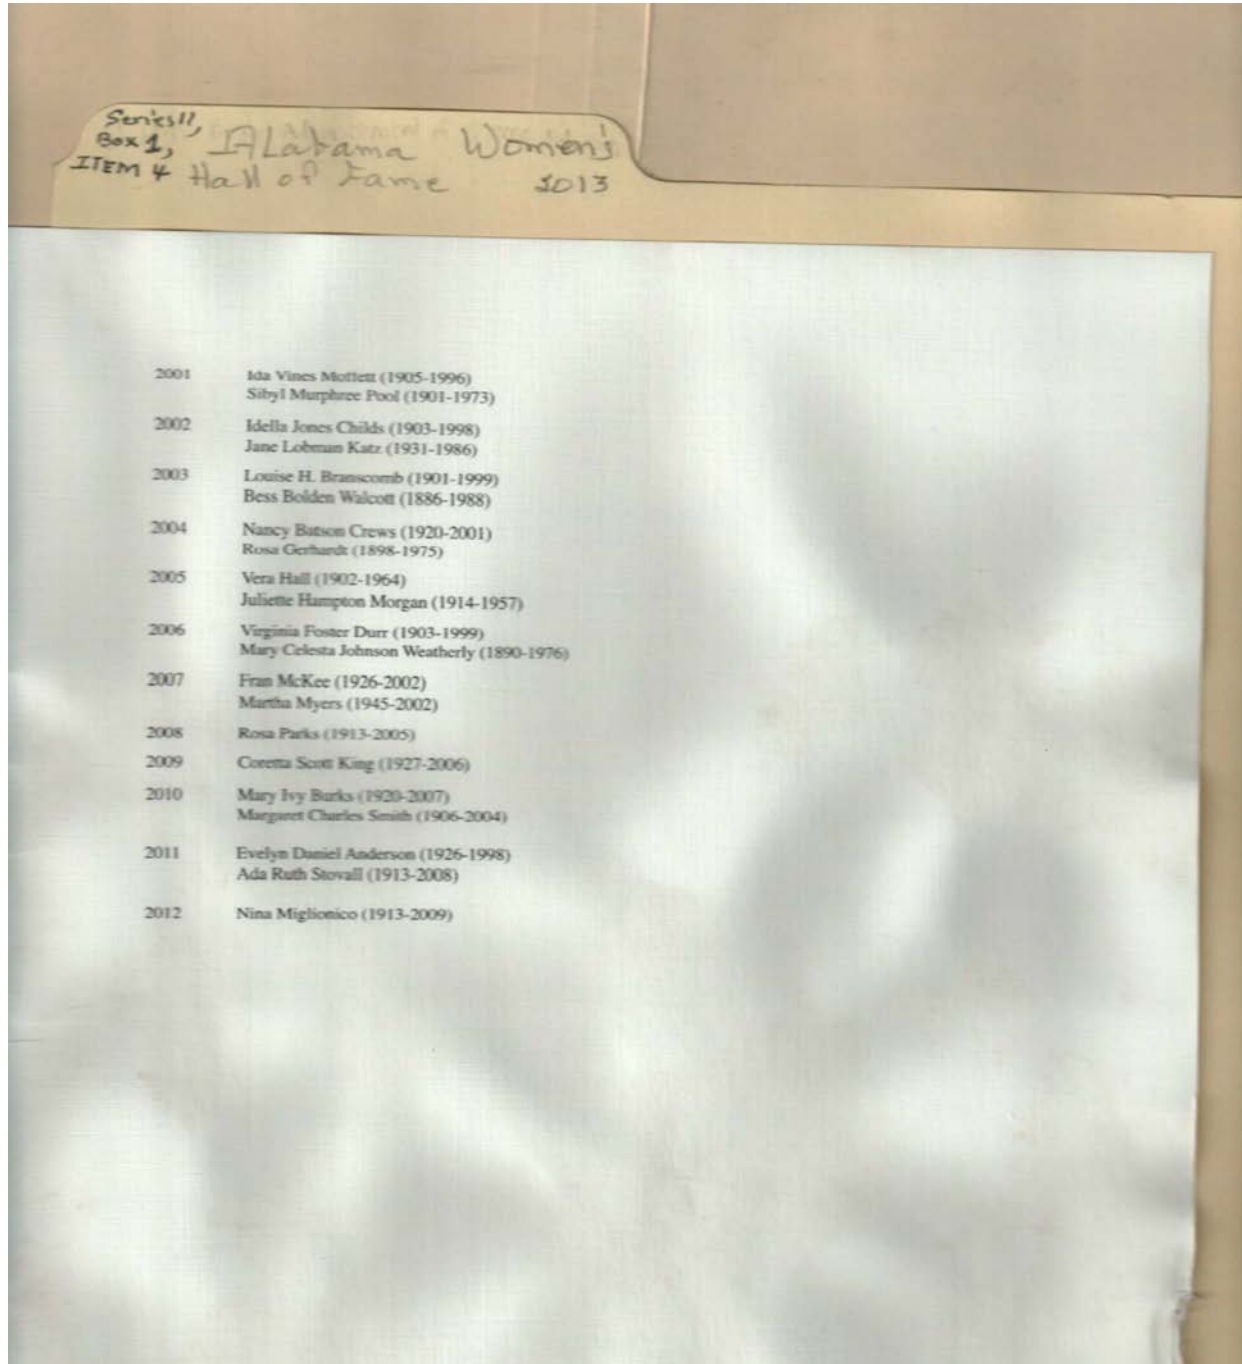 Series 11,
Box 1,
ITEM 4
Alabama Women's
Hall of Fame 2013
2001 Ida Vines Moffett (1905-1996)
Sibyl Murphree Pool (1901-1973)
2002 Idella Jones Childs (1903-1998)
Jane Lobman Katz (1931-1986)
2003 Louise H. Branscomb (1901-1999)
Bess Bolden Walcott (1886-1988)
2004 Nancy Batson Crews (1920-2001)
Rosa Gerhardt (1898-1975)
2005 Vera Hall (1902-1964)
Juliette Hampton Morgan (1914-1957)
2006 Virginia Foster Durr (1903-1999)
Mary Celesta Johnson Weatherly (1890-1976)
2007 Fran McKee (1926-2002)
Martha Myers (1945-2002)
2008 Rosa Parks (1913-2005)
2009 Coretta Scott King (1927-2006)
2010 Mary Ivy Burks (1920-2007)
Margaret Charles Smith (1906-2004)
2011 Evelyn Daniel Anderson (1926-1998)
Ada Ruth Stovall (1913-2008)
2012 Nina Miglionico (1913-2009)